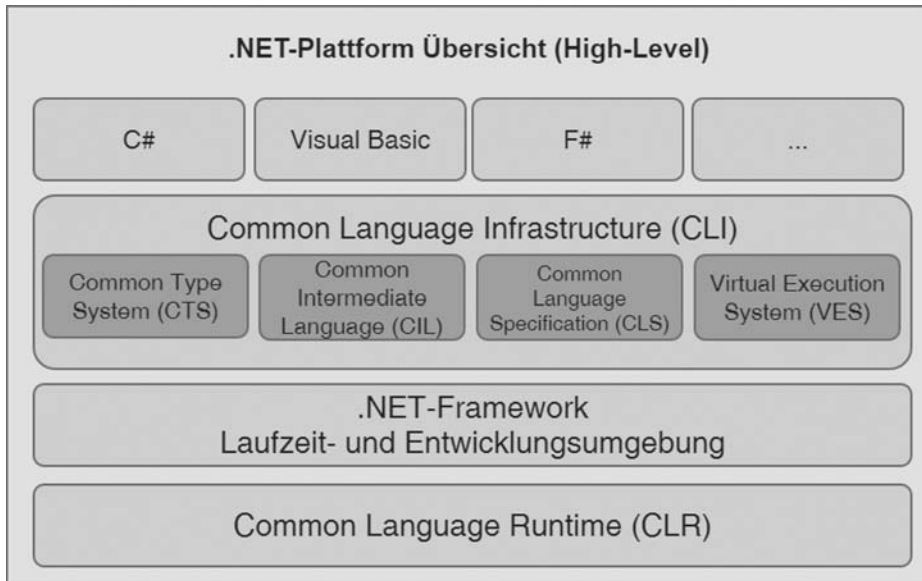 .NET-Plattform Übersicht (High-Level)
C#
Visual Basic
F#
...
Common Language Infrastructure (CLI)
Common Type
System (CTS)
Common
Intermediate
Language (CIL)
Common
Language
Specification (CLS)
Virtual Execution
System (VES)
.NET-Framework
Laufzeit- und Entwicklungsumgebung
Common Language Runtime (CLR)